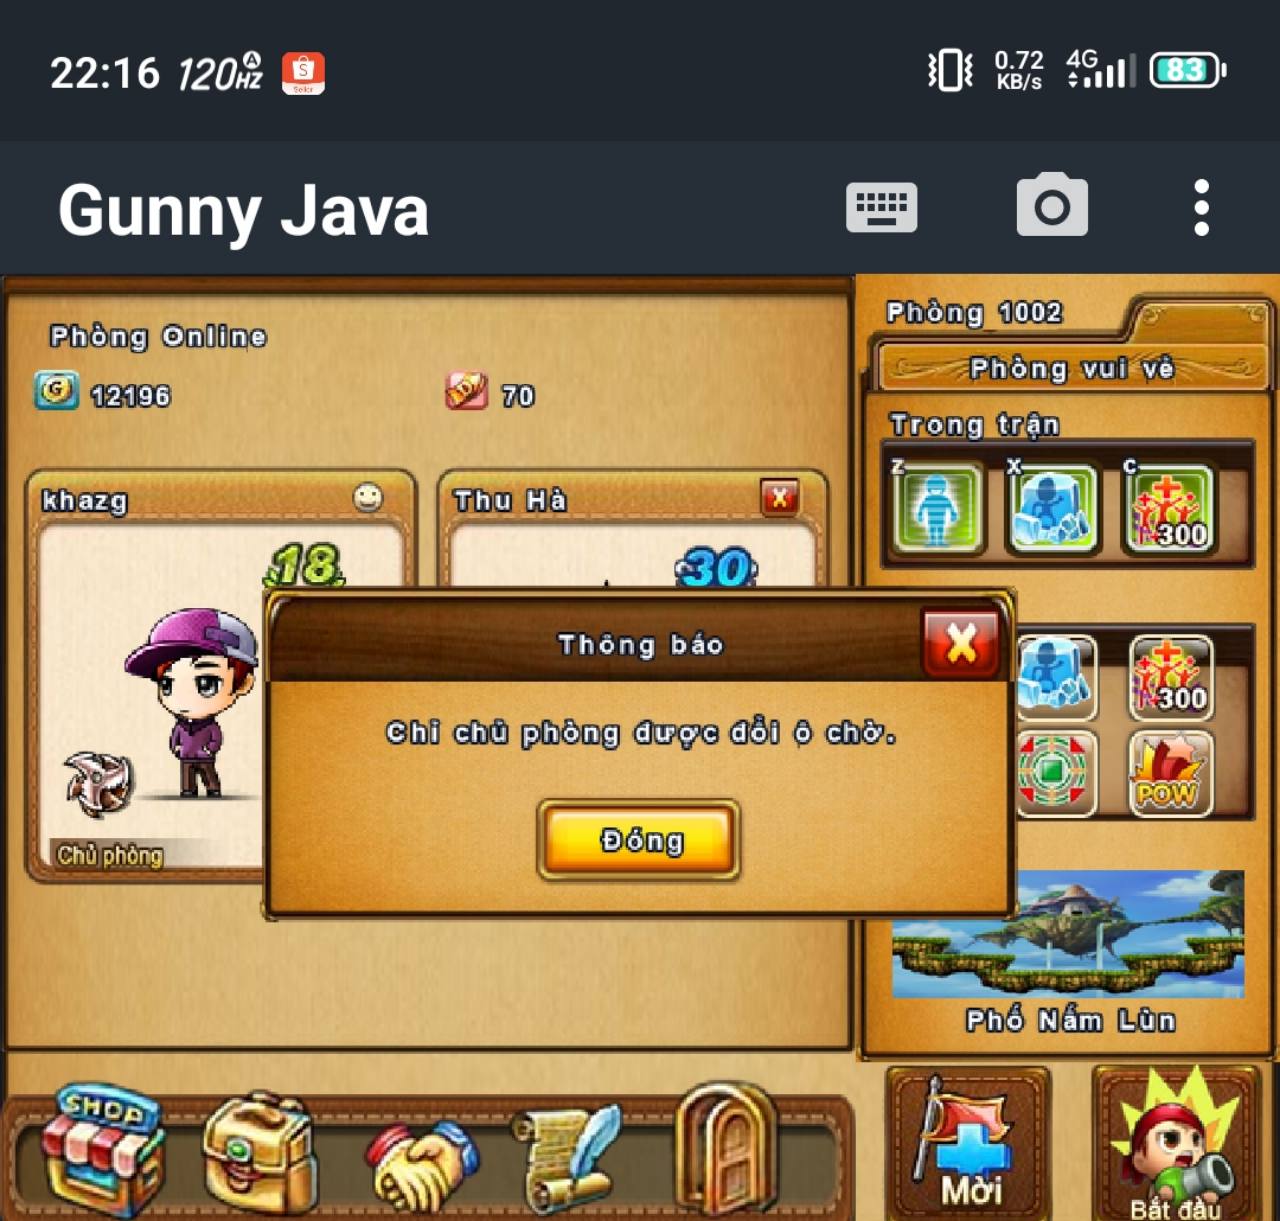 22:16 120HZ A
Seller
0.72 KB/s 4G 83
Gunny Java
Phòng Online
12196 70
khazg
18
Thu Hà
30
Chủ phòng
Thông báo
Chỉ chủ phòng được đổi ô chờ.
Đóng
Phòng 1002
Phòng vui vẻ
Trong trận
Z X C
300
300
POW
Phố Nấm Lùn
SHOP
Mời
Bắt đầu